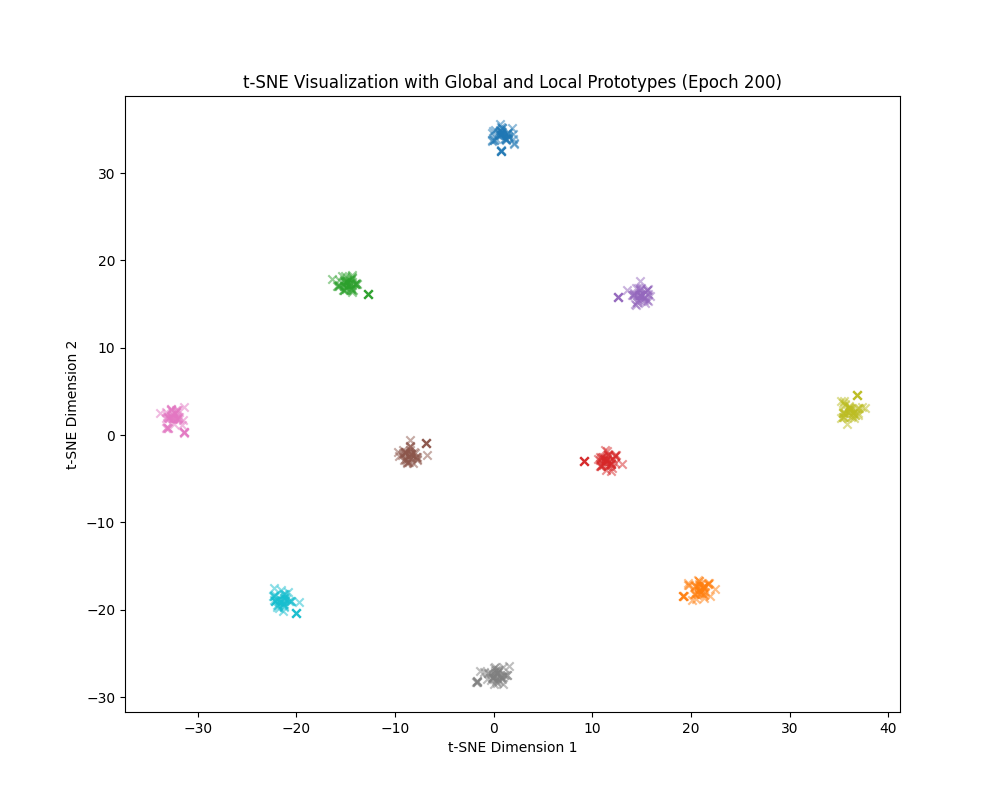 t-SNE Visualization with Global and Local Prototypes (Epoch 200)
30
20
10
0
−10
−20
−30
t-SNE Dimension 2
−30 −20 −10 0 10 20 30 40
t-SNE Dimension 1